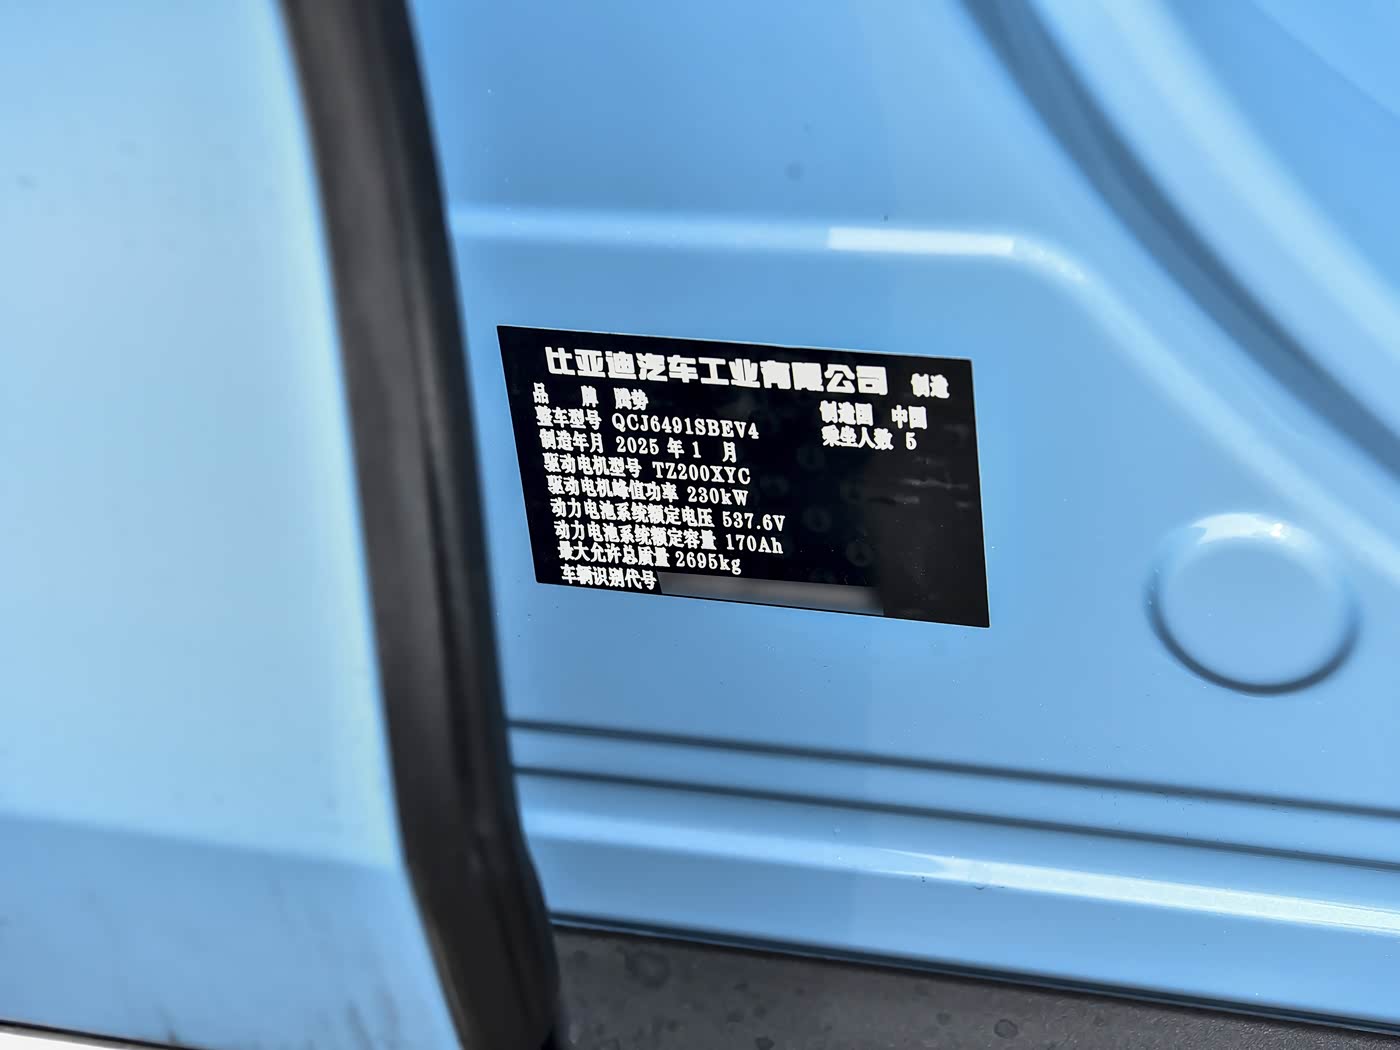 比亚迪汽车工业有限公司 制造
品 牌 腾势
制造国 中国
整车型号 QCJ6491SBEV4
乘坐人数 5
制造年月 2025 年 1 月
驱动电机型号 TZ200XYC
驱动电机峰值功率 230kW
动力电池系统额定电压 537.6V
动力电池系统额定容量 170Ah
最大允许总质量 2695kg
车辆识别代号